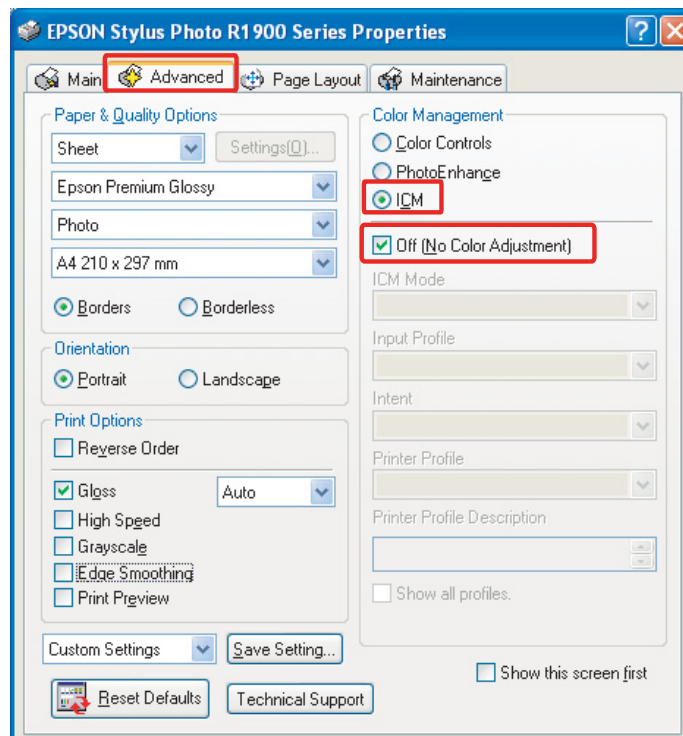 EPSON Stylus Photo R1900 Series Properties
Main
Advanced
Page Layout
Maintenance
Paper & Quality Options
Sheet
Settings(O)...
Epson Premium Glossy
Photo
A4 210 x 297 mm
Borders
Borderless
Orientation
Portrait
Landscape
Print Options
Reverse Order
Gloss
Auto
High Speed
Grayscale
Edge Smoothing
Print Preview
Custom Settings
Save Setting...
Reset Defaults
Technical Support
Color Management
Color Controls
PhotoEnhance
ICM
Off (No Color Adjustment)
ICM Mode
Input Profile
Intent
Printer Profile
Printer Profile Description
Show all profiles.
Show this screen first